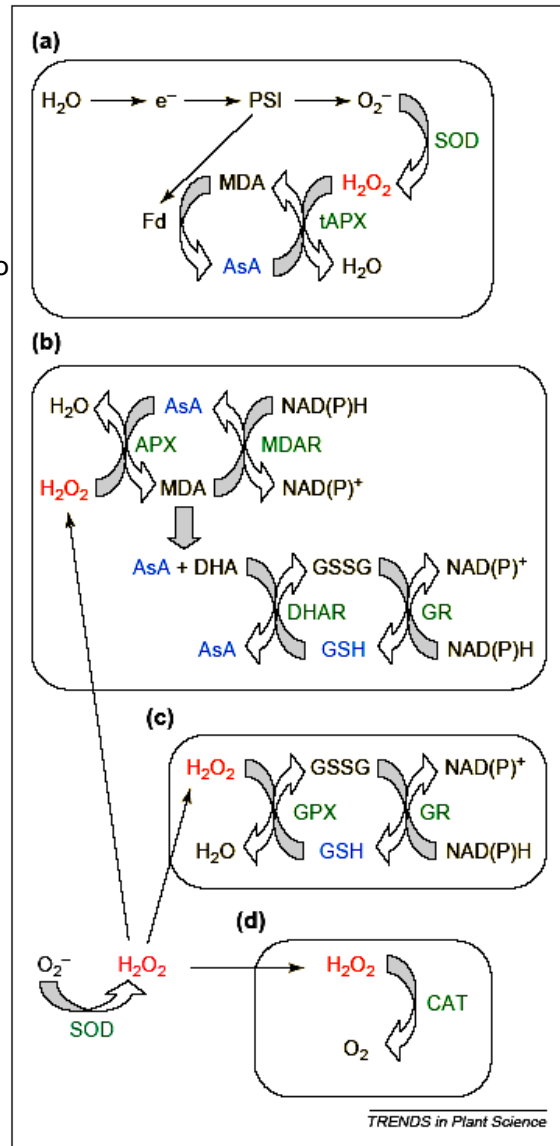 (a)
H₂O e⁻ PSI O₂⁻
SOD
MDA H₂O₂
Fd tAPX
AsA H₂O
o
(b)
H₂O AsA NAD(P)H
APX MDAR
H₂O₂ MDA NAD(P)⁺
AsA + DHA GSSG NAD(P)⁺
DHAR GR
AsA GSH NAD(P)H
(c)
H₂O₂ GSSG NAD(P)⁺
GPX GR
H₂O GSH NAD(P)H
(d)
O₂⁻ H₂O₂ H₂O₂
SOD CAT
O₂
TRENDS in Plant Science